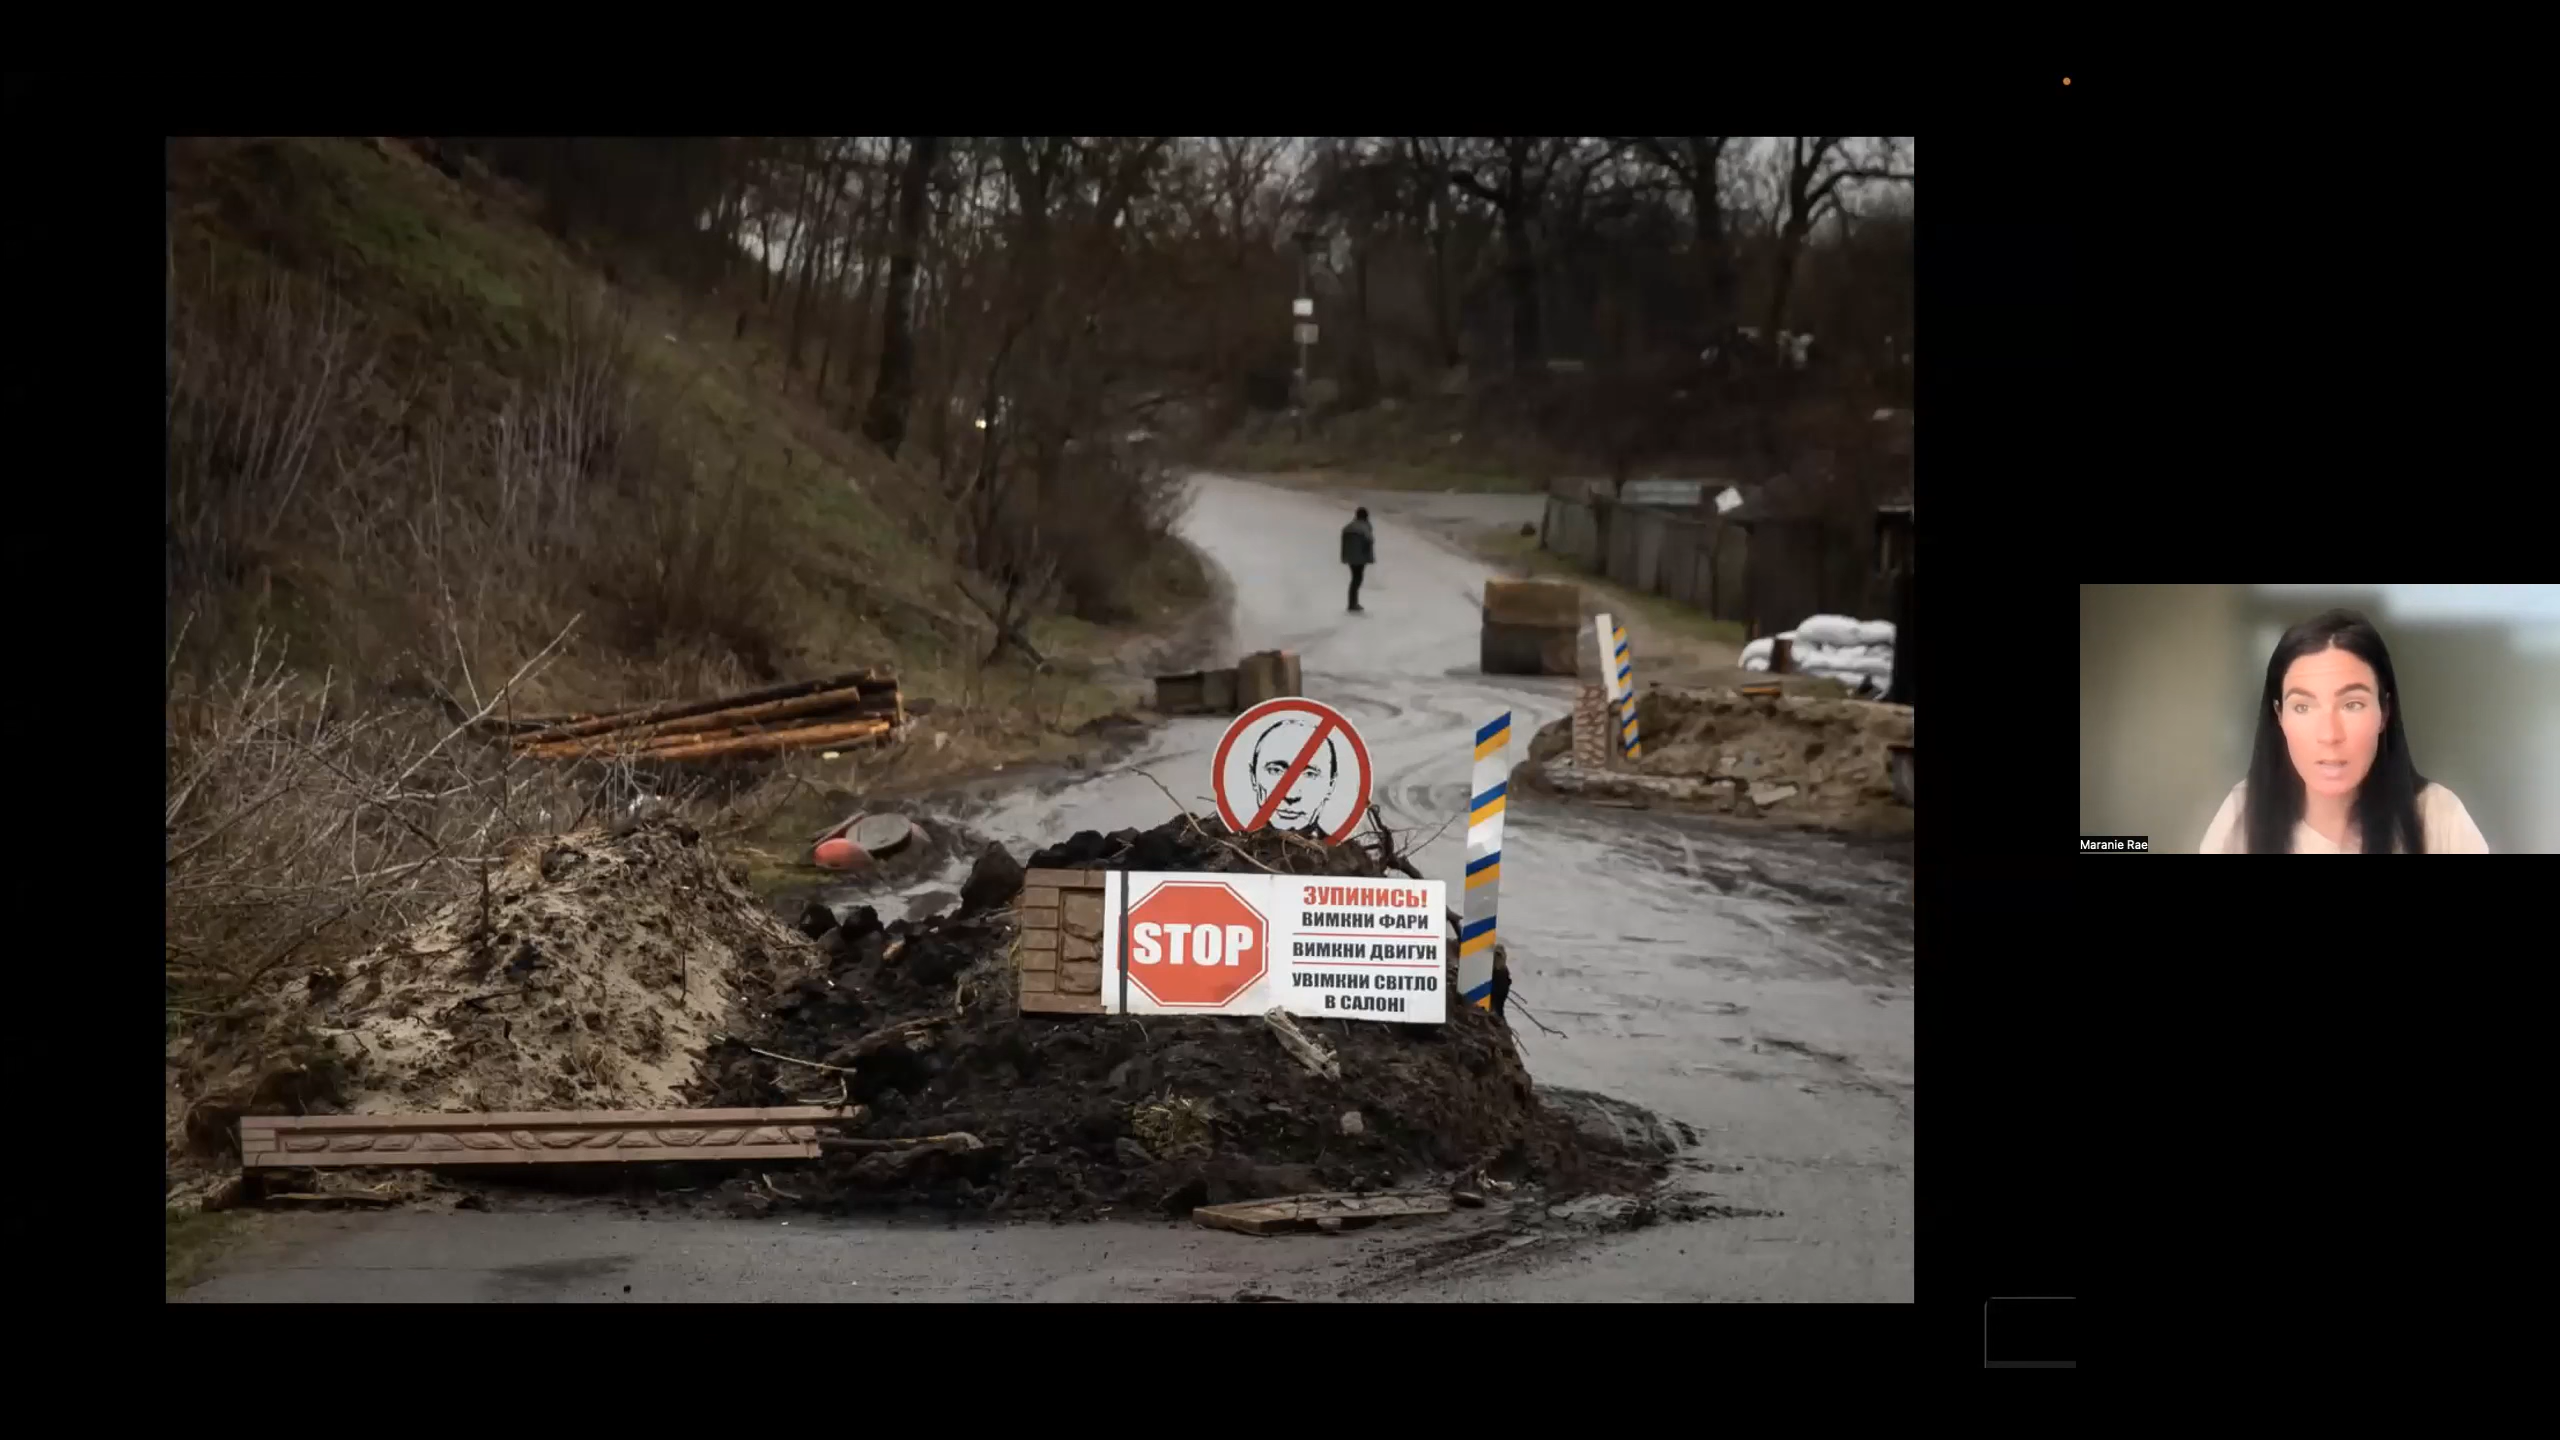 STOP
ЗУПИНИСЬ!
ВИМКНИ ФАРИ
ВИМКНИ ДВИГУН
УВІМКНИ СВІТЛО
В САЛОНІ
Maranie Rae